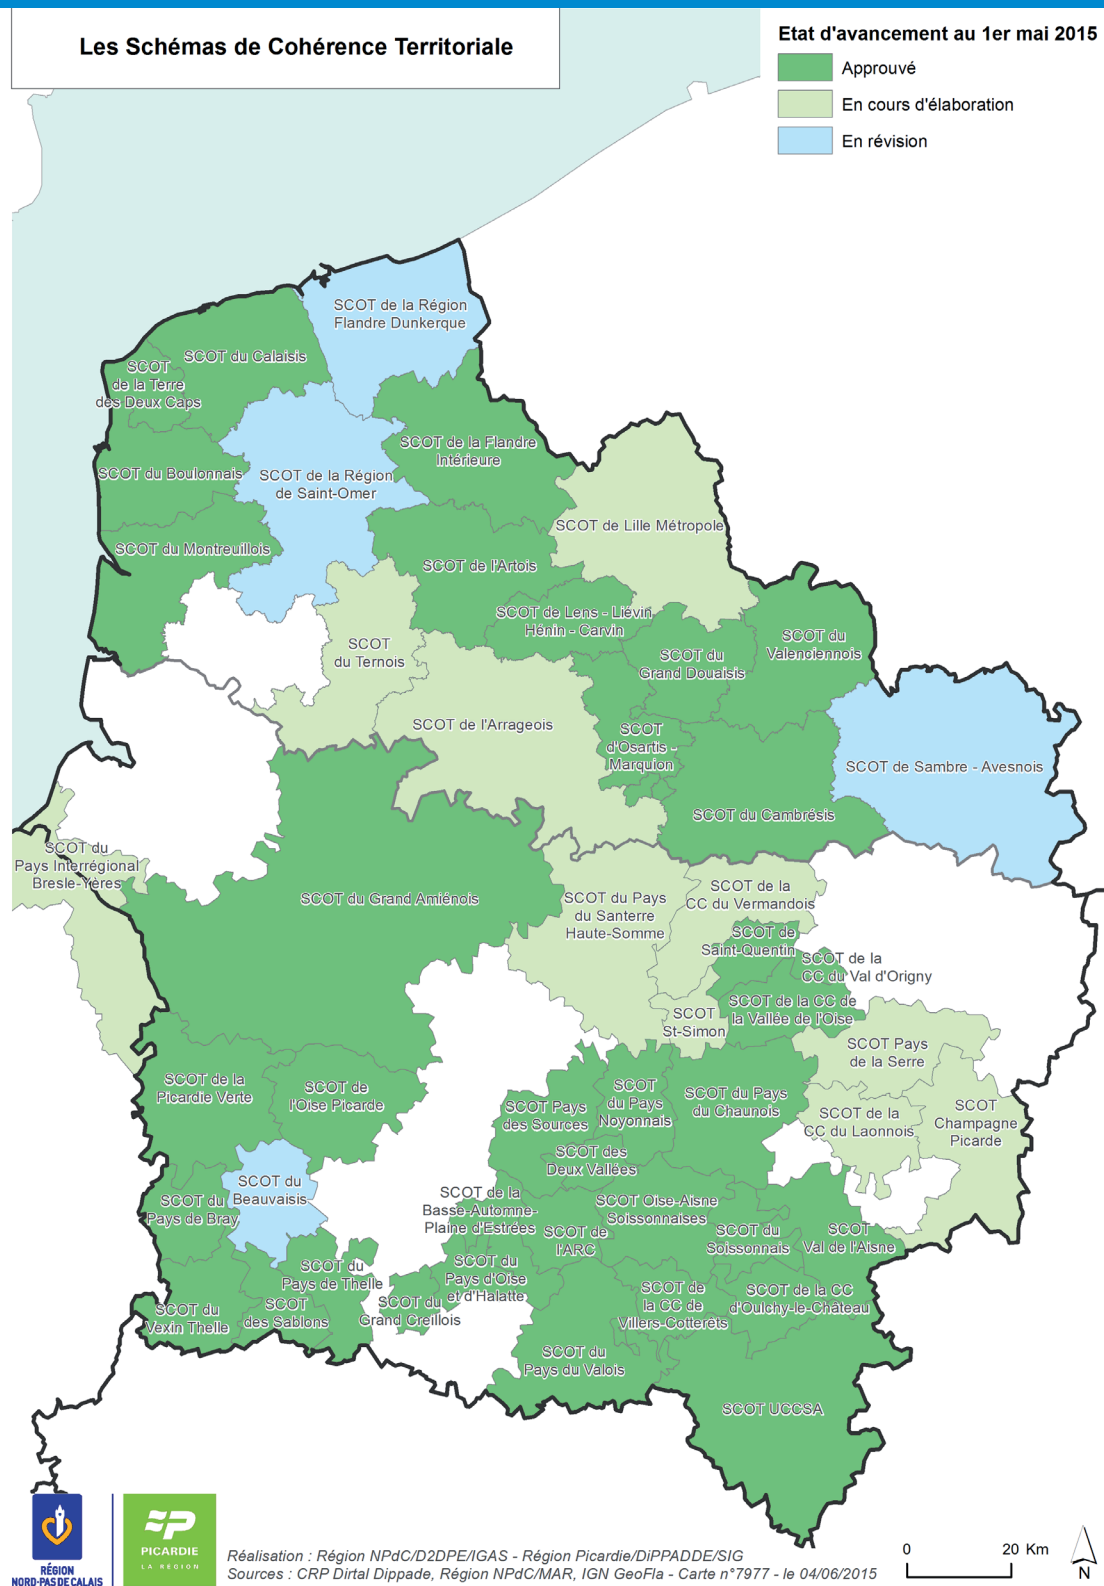 Les Schémas de Cohérence Territoriale
Etat d'avancement au 1er mai 2015
Approuvé
En cours d'élaboration
En révision
SCOT de la Région
Flandre Dunkerque
SCOT du Calaisis
SCOT
de la Terre
des Deux Caps
SCOT de la Flandre
Intérieure
SCOT du Boulonnais
SCOT de la Région
de Saint-Omer
SCOT de Lille Métropole
SCOT du Montreuillois
SCOT de l'Artois
SCOT de Lens - Liévin
Hénin - Carvin
SCOT
du Ternois
SCOT du
Grand Douaisis
SCOT du
Valenciennois
SCOT de l'Arrageois
SCOT
d'Osartis -
Marquion
SCOT de Sambre - Avesnois
SCOT du Cambrésis
SCOT du
Pays Interrégional
Bresle-Yères
SCOT du Grand Amiénois
SCOT du Pays
du Santerre
Haute-Somme
SCOT de la
CC du Vermandois
SCOT de
Saint-Quentin
SCOT de la
CC du Val d'Origny
SCOT de la CC de
la Vallée de l'Oise
SCOT
St-Simon
SCOT Pays
de la Serre
SCOT de la
Picardie Verte
SCOT de
l'Oise Picarde
SCOT Pays
des Sources
SCOT
du Pays
Noyonnais
SCOT du Pays
du Chaunois
SCOT de la
CC du Laonnois
SCOT
Champagne
Picarde
SCOT des
Deux Vallées
SCOT du
Beauvaisis
SCOT du
Pays de Bray
SCOT de la
Basse-Automne-
Plaine d'Estrées
SCOT Oise-Aisne
Soissonnaises
SCOT de
l'ARC
SCOT du
Soissonnais
SCOT
Val de l'Aisne
SCOT du
Pays de Thelle
SCOT du
Pays d'Oise
et d'Halatte
SCOT du
Vexin Thelle
SCOT
des Sablons
SCOT du
Grand Creillois
SCOT de
la CC de
Villers-Cotterêts
SCOT de la CC
d'Oulchy-le-Château
SCOT du
Pays du Valois
SCOT UCCSA
RÉGION
NORD-PAS DE CALAIS
PICARDIE
LA RÉGION
Réalisation : Région NPdC/D2DPE/IGAS - Région Picardie/DiPPADDE/SIG
Sources : CRP Dirtal Dippade, Région NPdC/MAR, IGN GeoFla - Carte n°7977 - le 04/06/2015
0 20 Km
N